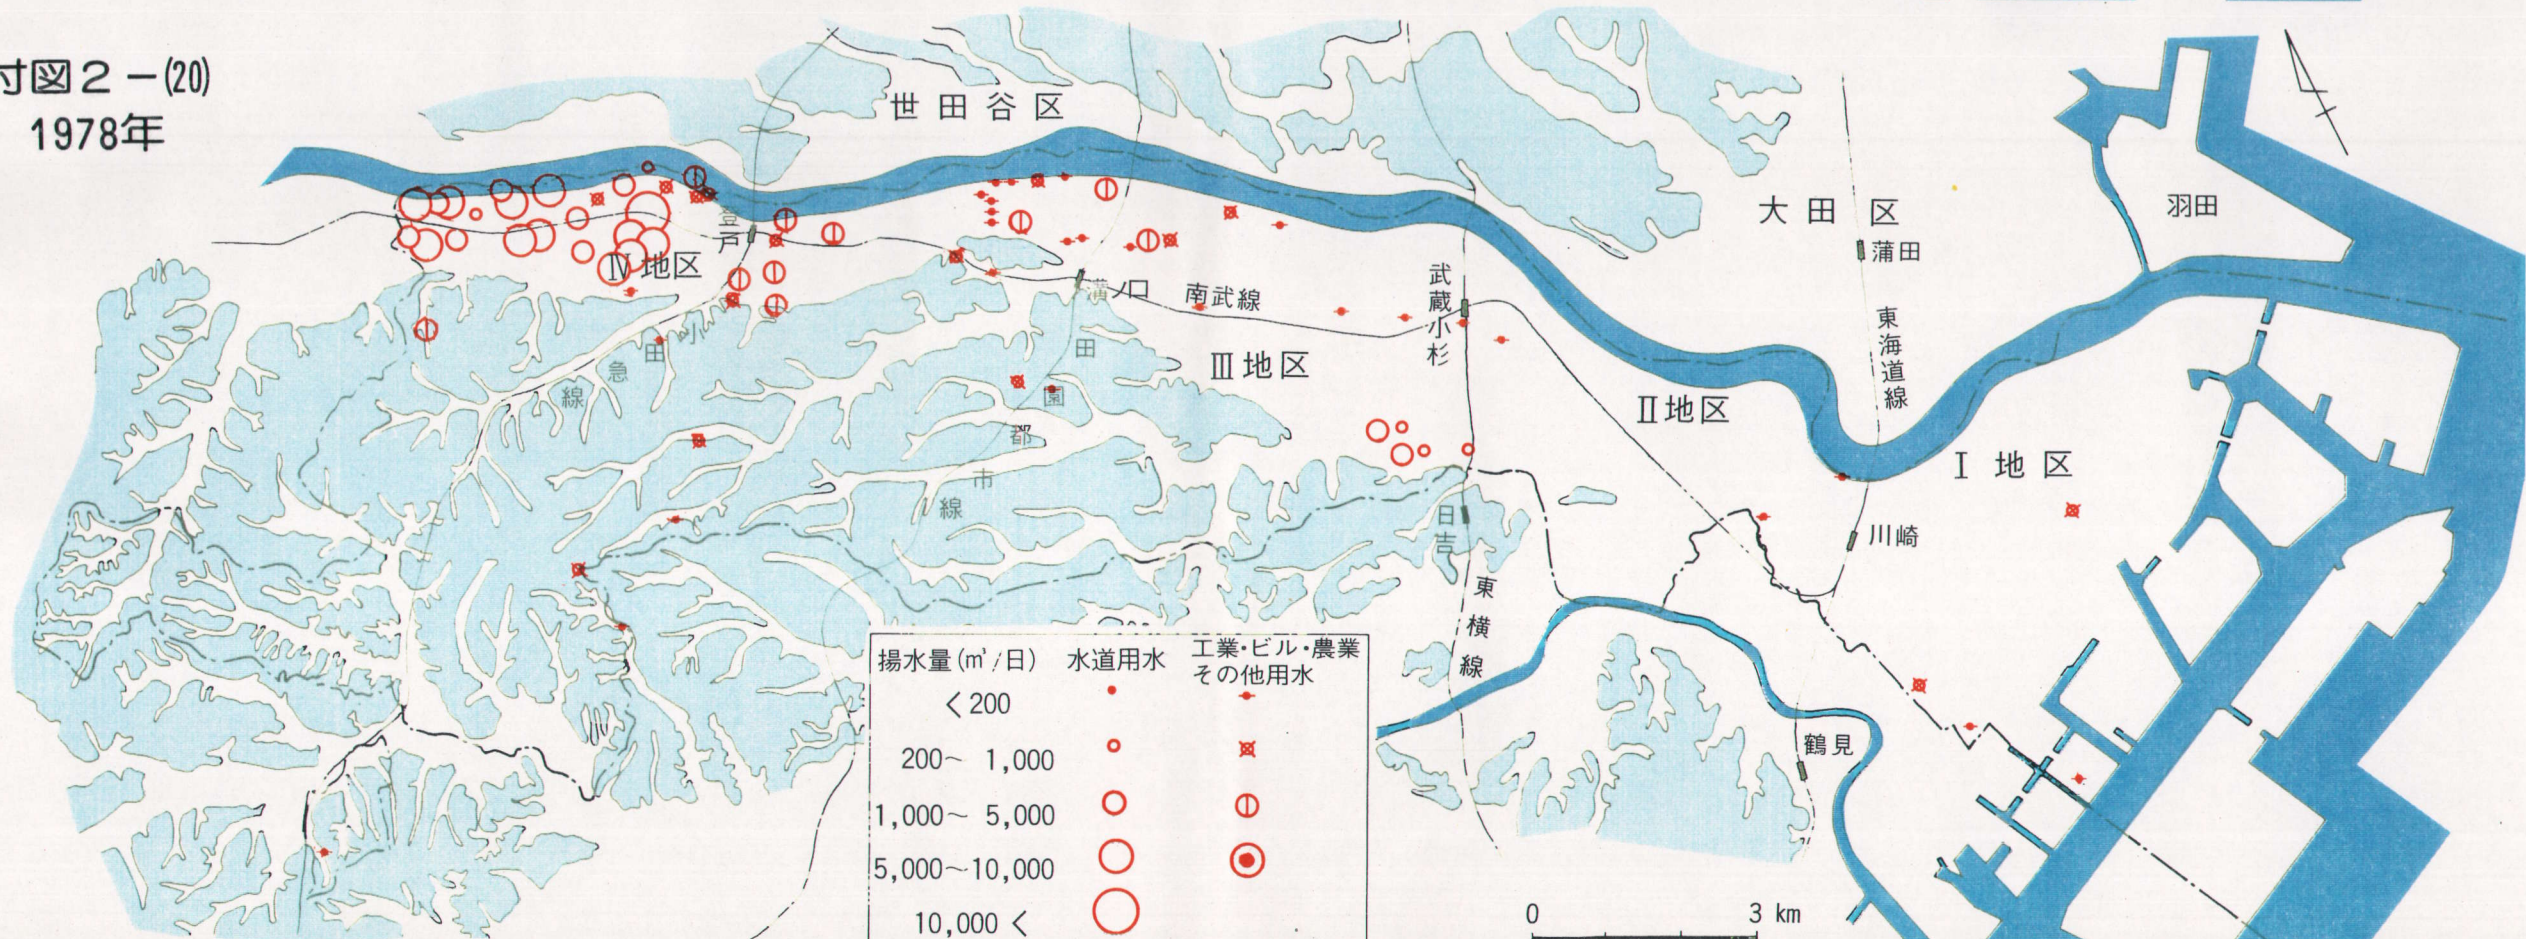 付図2-(20)
1978年
世田谷区
大田区
羽田
蒲田
東海道線
登戸
Ⅳ地区
溝ノ口
南武線
武蔵小杉
Ⅲ地区
Ⅱ地区
Ⅰ地区
小田急線
田園都市線
日吉
東横線
川崎
鶴見
揚水量(m³/日) 水道用水 工業・ビル・農業
その他用水
<200
200~ 1,000
1,000~ 5,000
5,000~10,000
10,000<
0 3 km